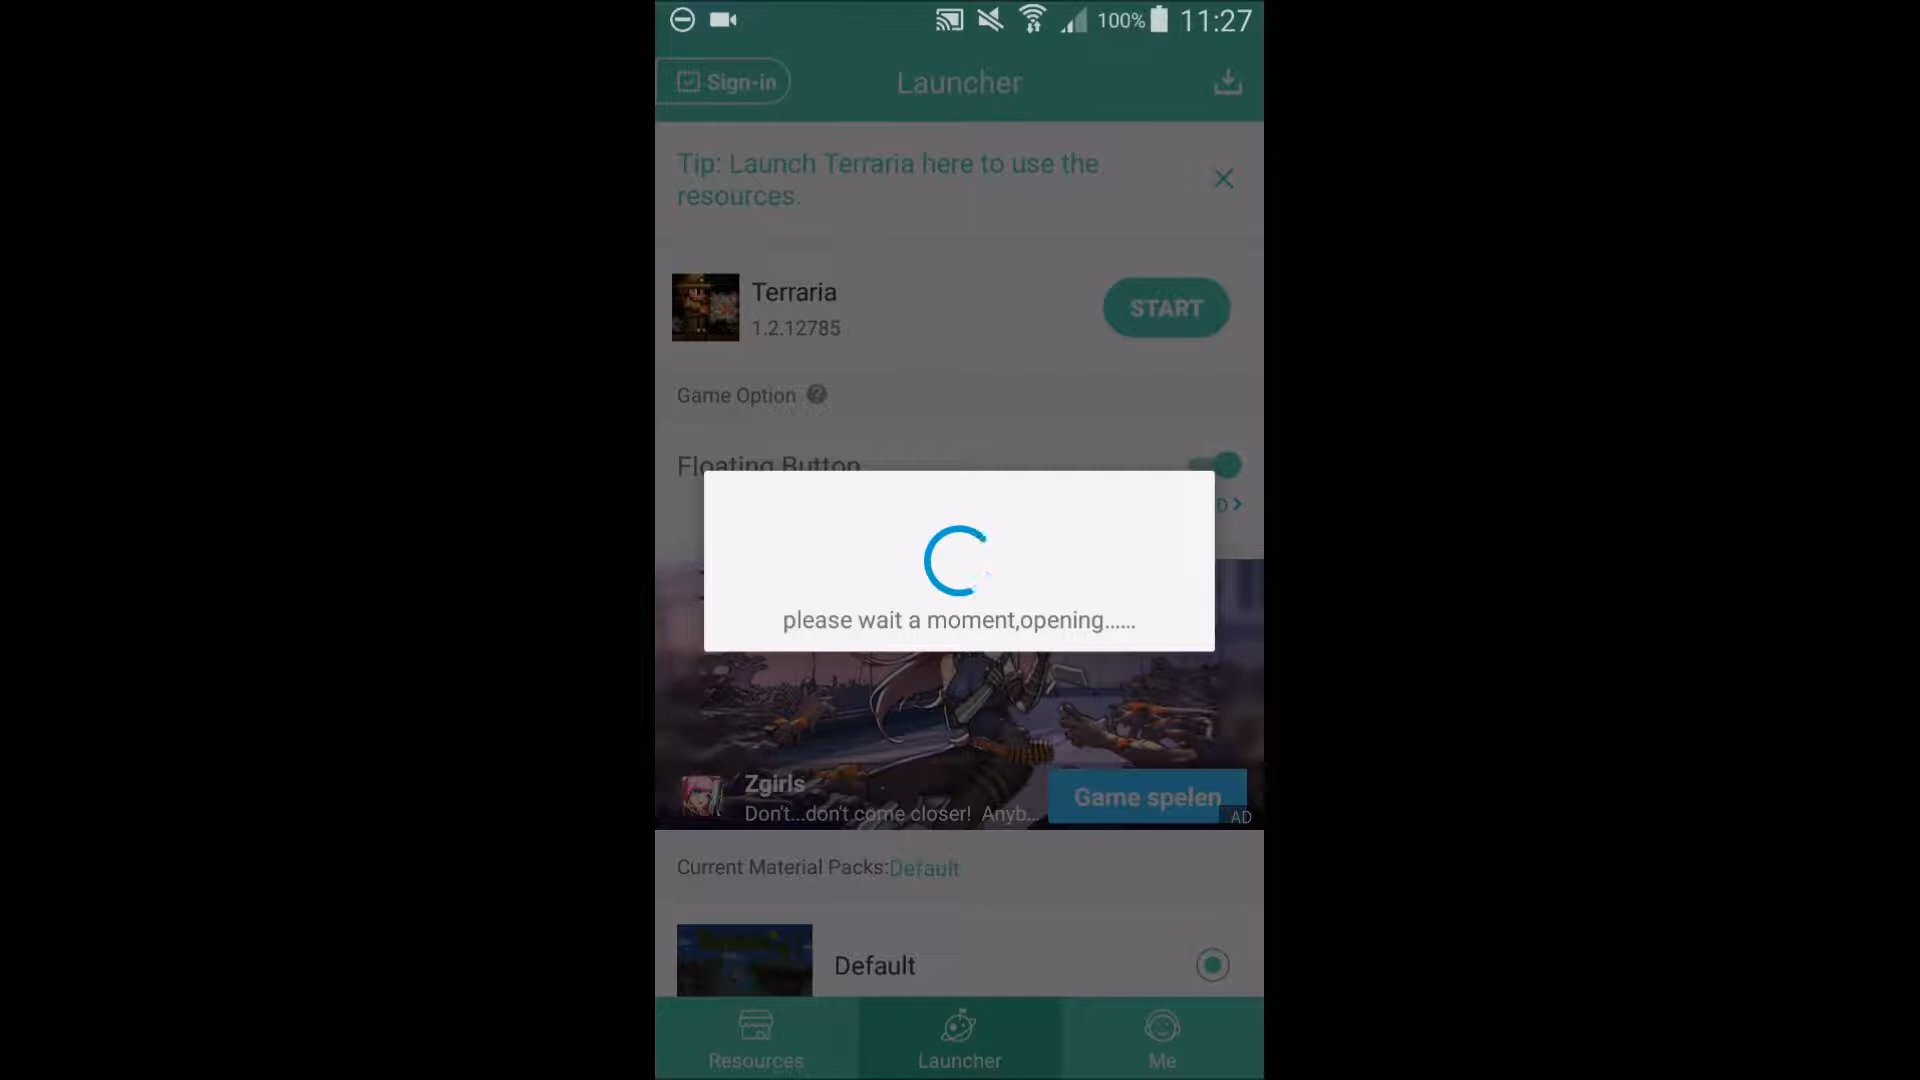 100% 11:27
Sign-in Launcher
Tip: Launch Terraria here to use the
resources.
Terraria
1.2.12785
START
Game Option ?
Floating Button
D >
please wait a moment,opening......
Zgirls
Don't...don't come closer! Anyb...
Game spelen
AD
Current Material Packs:Default
Default
Resources Launcher Me